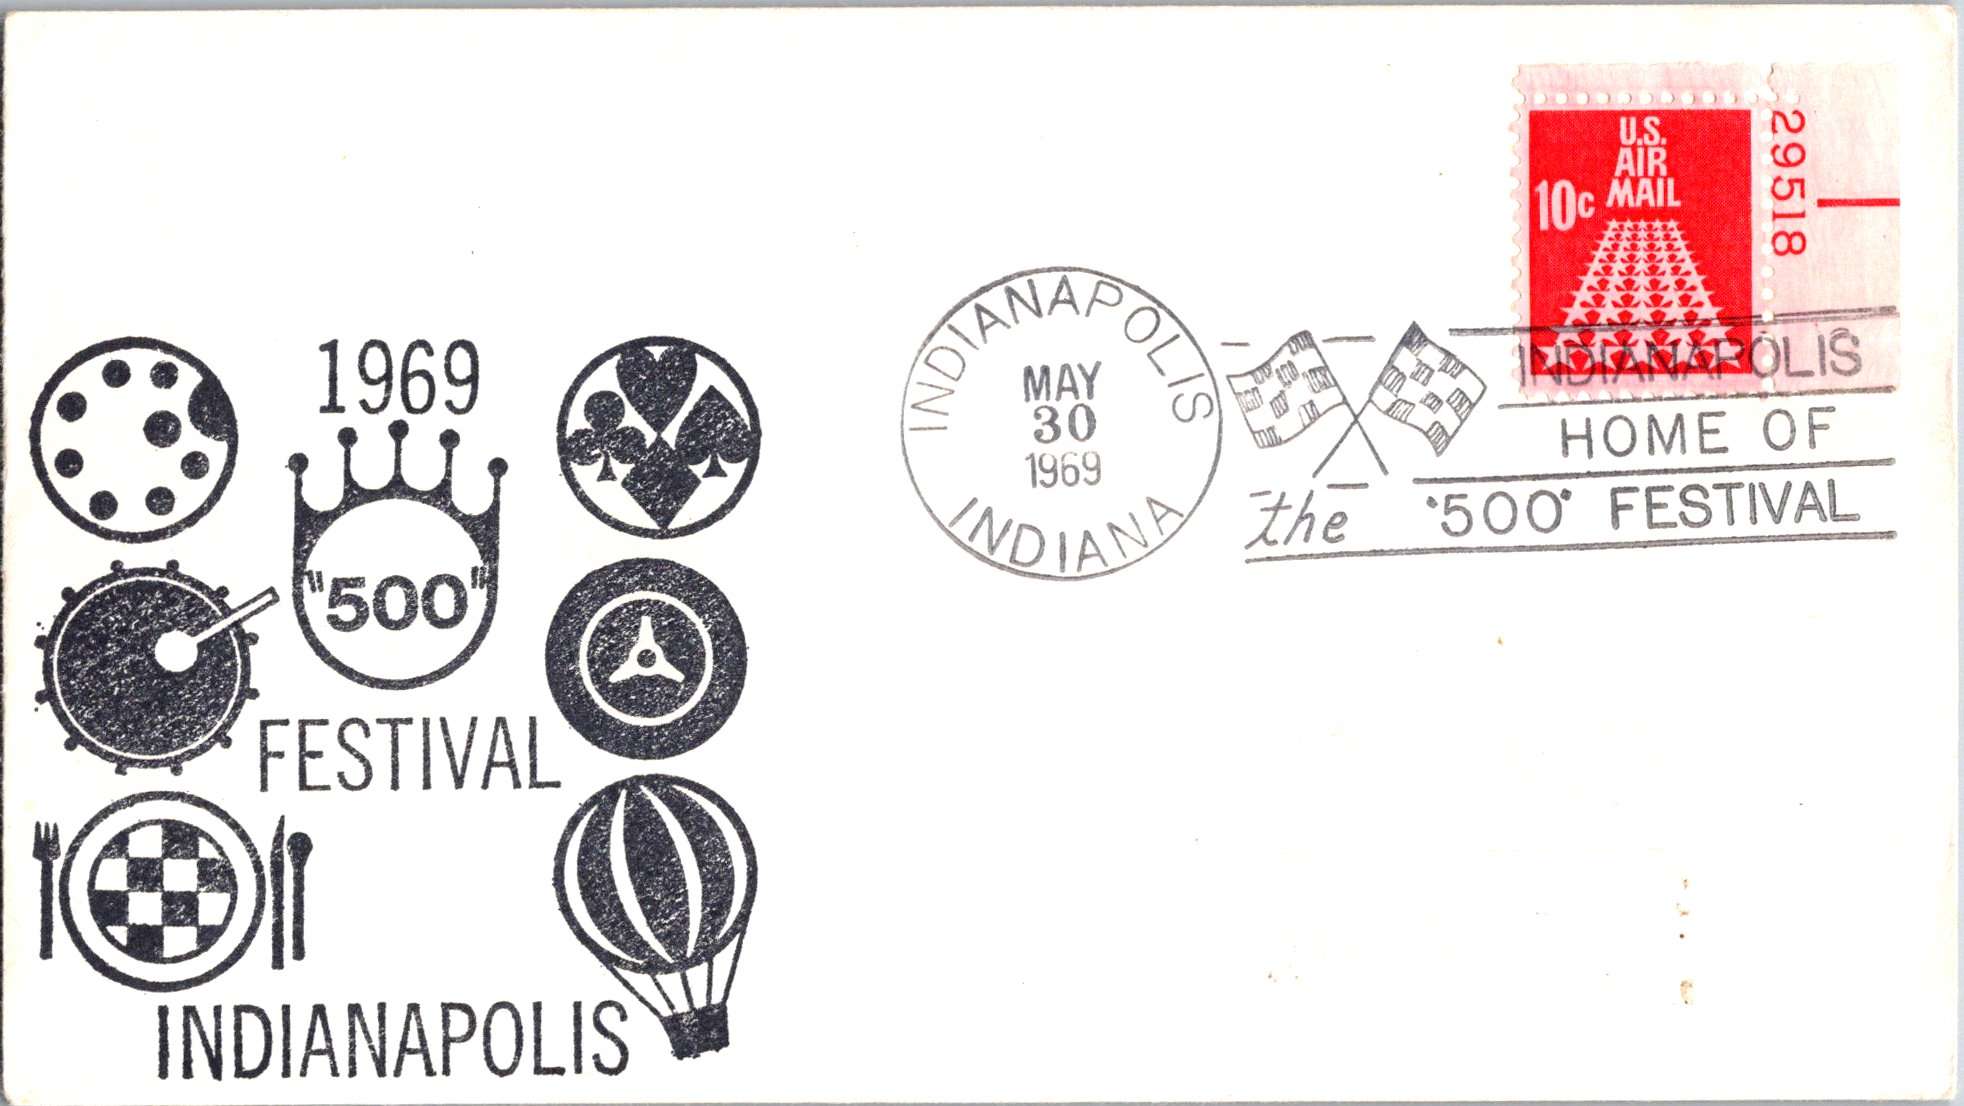 1969
"500"
FESTIVAL
INDIANAPOLIS
INDIANAPOLIS
MAY
30
1969
INDIANA
U.S.
AIR
MAIL
10c
29518
INDIANAPOLIS
HOME OF
the "500" FESTIVAL